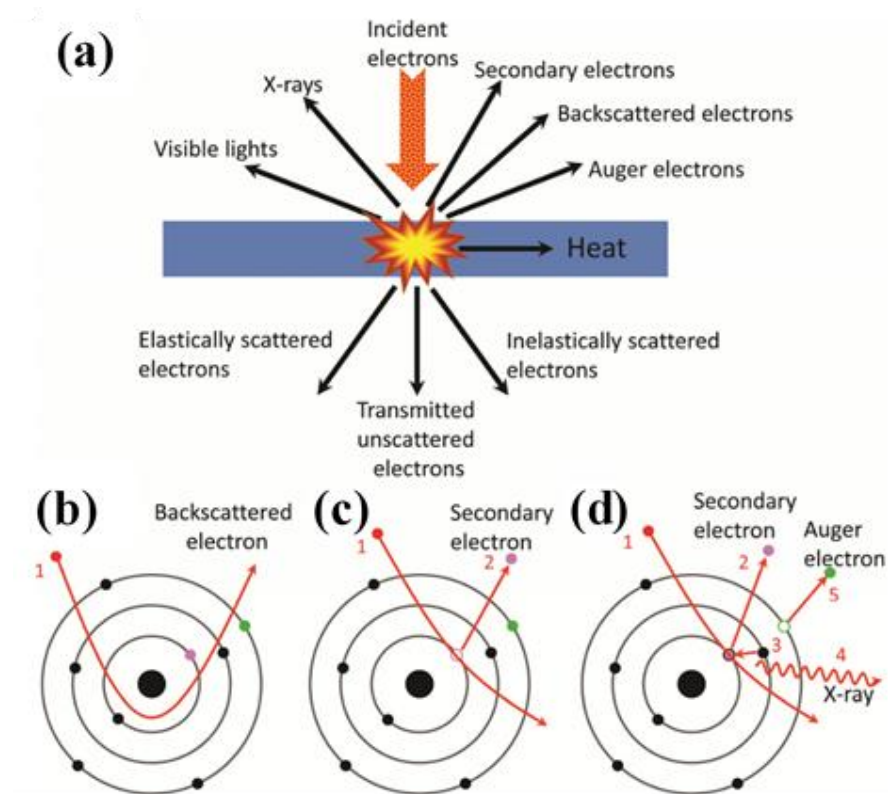 (a)
Incident
electrons
X-rays
Secondary electrons
Backscattered electrons
Visible lights
Auger electrons
Heat
Elastically scattered
electrons
Inelastically scattered
electrons
Transmitted
unscattered
electrons
(b)
Backscattered
electron
1
(c)
Secondary
electron
1
2
(d)
Secondary
electron
Auger
electron
1
2
5
3
4
X-ray